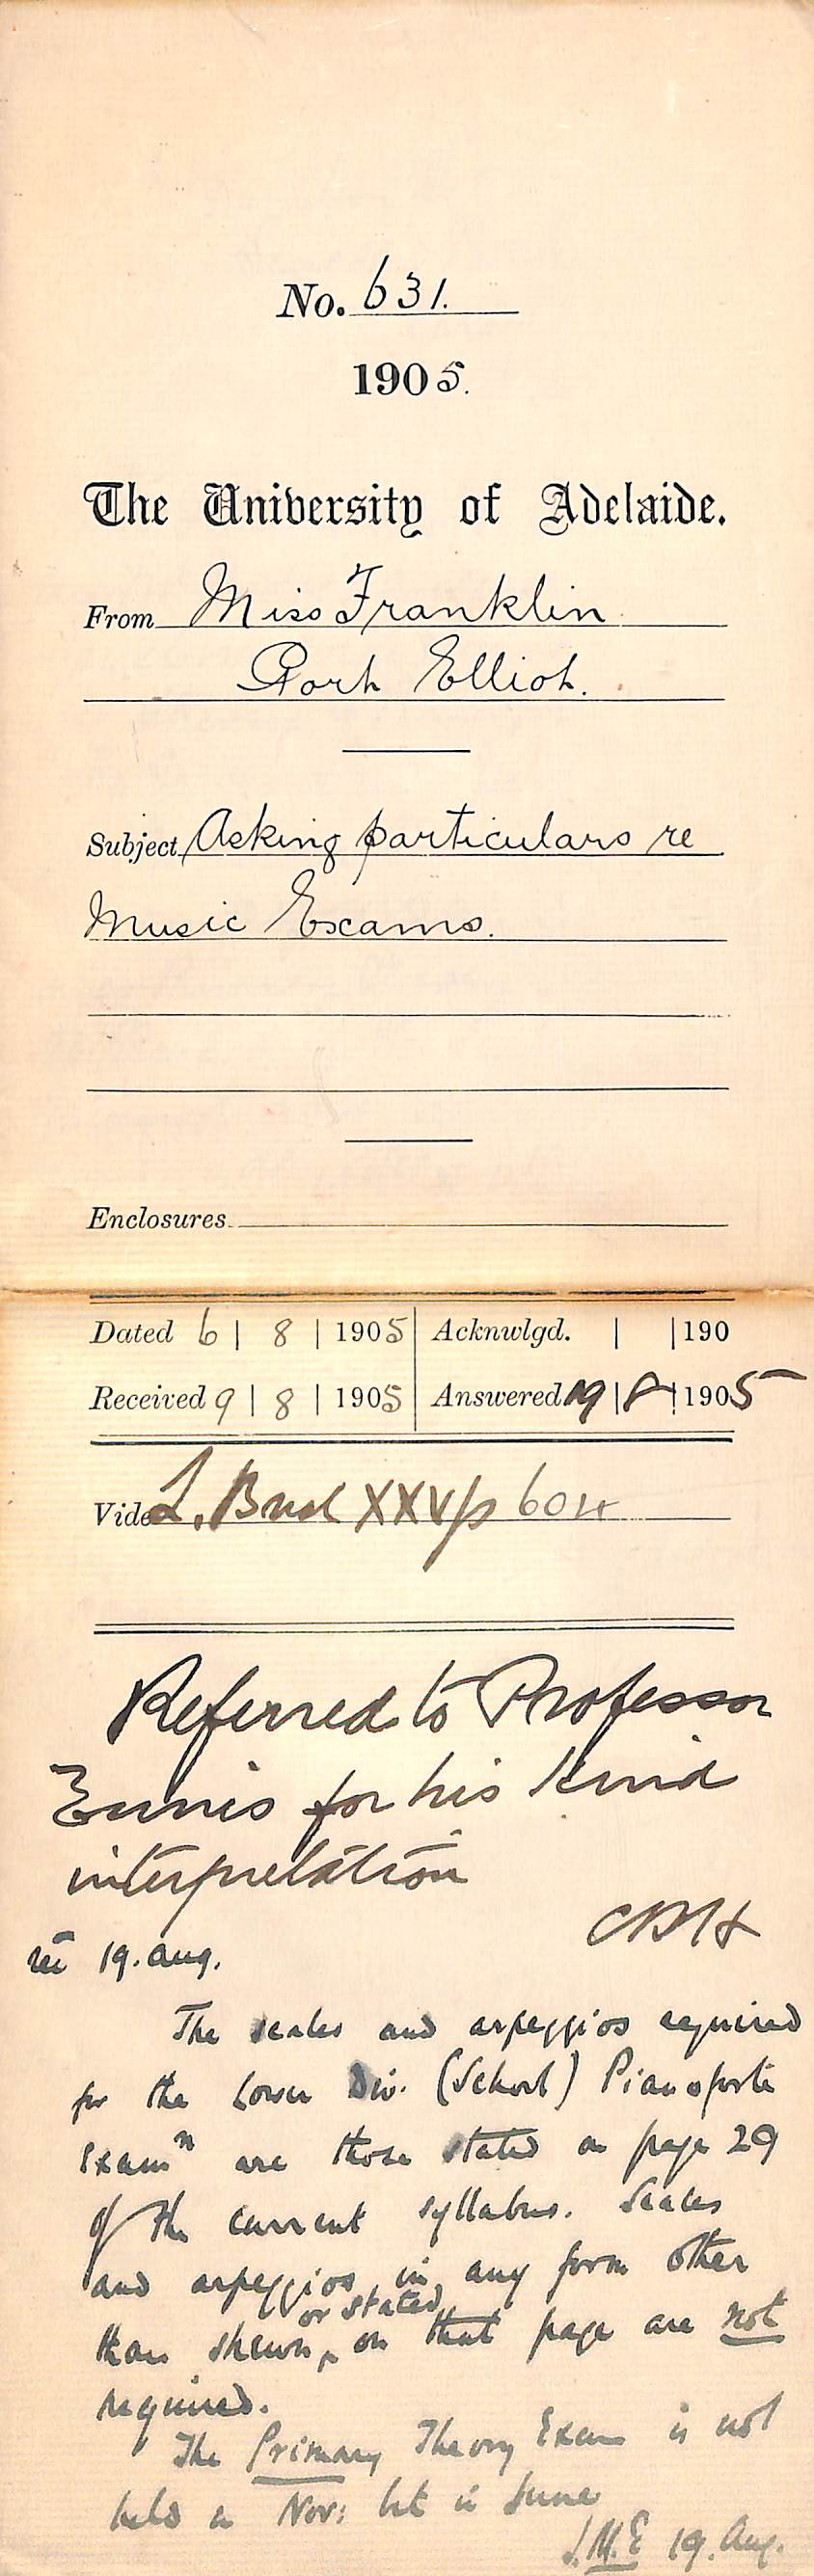 No. 631.
1905.
The University of Adelaide.
From Miss Franklin
Port Elliot.
Subject Asking particulars re
Music Exams.
Enclosures
Dated 6 | 8 | 1905 Acknwlgd. | | 190
Received 9 | 8 | 1905 Answered 19 | 8 | 1905
Vide L. Book XXV p 604
Referred to Professor
Ennis for his kind
interpretation
CRH
19. Aug.
The scales and arpeggios required
for the Lower Div. (School) Pianoforte
Examn are those stated on page 29
of the current syllabus. Scales
and arpeggios in any form other
or stated
than shewn ^ on that page are not
required.
The Primary Theory Exam is not
held in Nov: but in June
J.M.E 19. Aug.